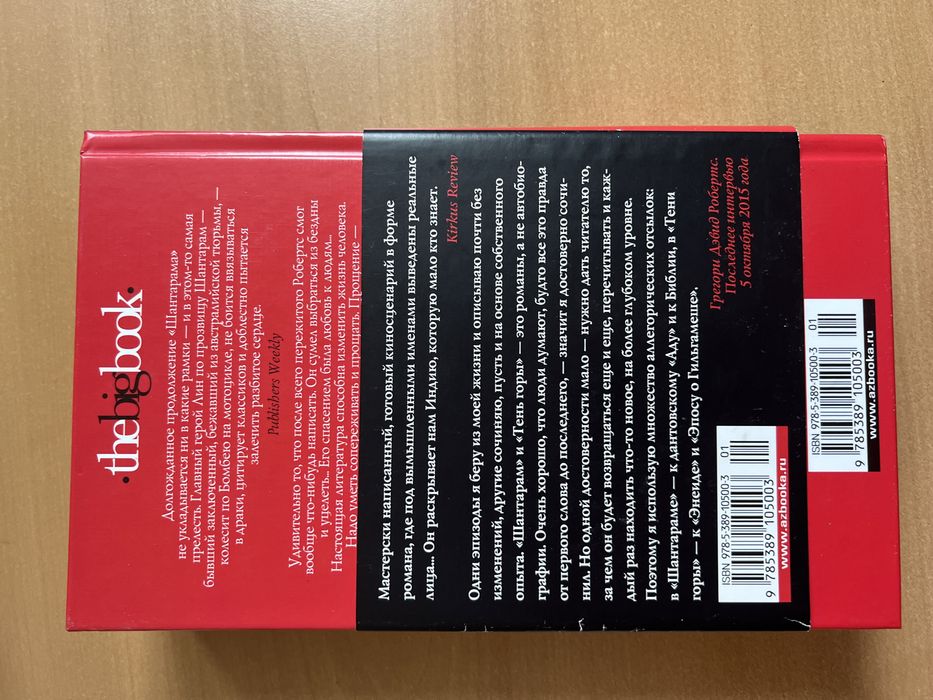 ·thebigbook·
Долгожданное продолжение «Шантарама»
не укладывается ни в какие рамки — и в этом-то самая
прелесть. Главный герой Лин по прозвищу Шантарам —
бывший заключенный, бежавший из австралийской тюрьмы, —
колесит по Бомбею на мотоцикле, не боится ввязываться
в драки, цитирует классиков и доблестно пытается
залечить разбитое сердце.
Publishers Weekly
Удивительно то, что после всего пережитого Робертс смог
вообще что-нибудь написать. Он сумел выбраться из бездны
и уцелеть... Его спасением была любовь к людям...
Настоящая литература способна изменить жизнь человека.
Надо уметь сопереживать и прощать. Прощение —
Мастерски написанный, готовый киносценарий в форме
романа, где под вымышленными именами выведены реальные
лица... Он раскрывает нам Индию, которую мало кто знает.
Kirkus Review
Одни эпизоды я беру из моей жизни и описываю почти без
изменений, другие сочиняю, пусть и на основе собственного
опыта. «Шантарам» и «Тень горы» — это романы, а не автобио-
графии. Очень хорошо, что люди думают, будто все это правда
от первого слова до последнего, — значит я достоверно сочи-
нил. Но одной достоверности мало — нужно дать читателю то,
за чем он будет возвращаться еще и еще, перечитывать и каж-
дый раз находить что-то новое, на более глубоком уровне.
Поэтому я использую множество аллегорических отсылок:
в «Шантараме» — к дантовскому «Аду» и к Библии, в «Тени
горы» — к «Энеиде» и к «Эпосу о Гильгамеше».
Грегори Дэвид Робертс.
Последнее интервью
5 октября 2015 года
ISBN 978-5-389-10500-3
01
9 785389 105003
www.azbooka.ru
ISBN 978-5-389-10500-3
01
9 785389 105003
www.azbooka.ru